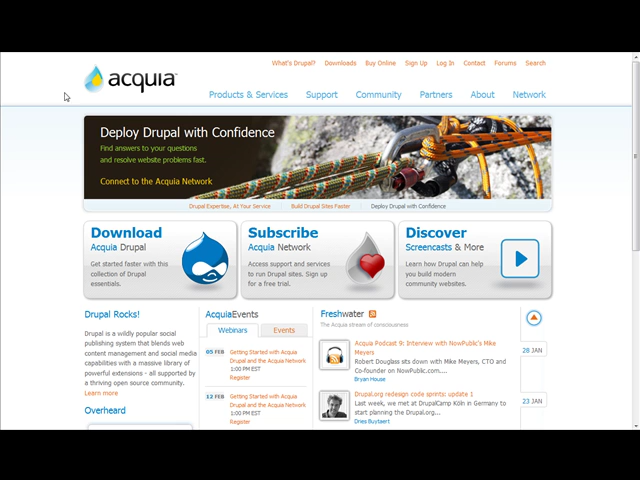 What's Drupal? Downloads Buy Online Sign Up Log In Contact Forums Search
acquia
Products & Services Support Community Partners About Network
Deploy Drupal with Confidence
Find answers to your questions
and resolve website problems fast.
Connect to the Acquia Network
Drupal Expertise, At Your Service Build Drupal Sites Faster Deploy Drupal with Confidence
Download
Acquia Drupal
Get started faster with this
collection of Drupal
essentials.
Subscribe
Acquia Network
Access support and services
to run Drupal sites. Sign up
for a free trial.
Discover
Screencasts & More
Learn how Drupal can help
you build modern
community websites.
Drupal Rocks!
Drupal is a wildly popular social
publishing system that blends web
content management and social media
capabilities with a massive library of
powerful extensions - all supported by
a thriving open source community.
Learn more
Overheard
AcquiaEvents
Webinars Events
05 FEB Getting Started with Acquia
Drupal and the Acquia Network
1:00 PM EST
Register
12 FEB Getting Started with Acquia
Drupal and the Acquia Network
1:00 PM EST
Register
Freshwater
The Acquia stream of consciousness
Acquia Podcast 9: Interview with NowPublic's Mike
Meyers
Robert Douglass sits down with Mike Meyers, CTO and
Co-founder on NowPublic.com....
Bryan House
28 JAN
Drupal.org redesign code sprints: update 1
Last week, we met at DrupalCamp Köln in Germany to
start planning the Drupal.org...
Dries Buytaert
23 JAN